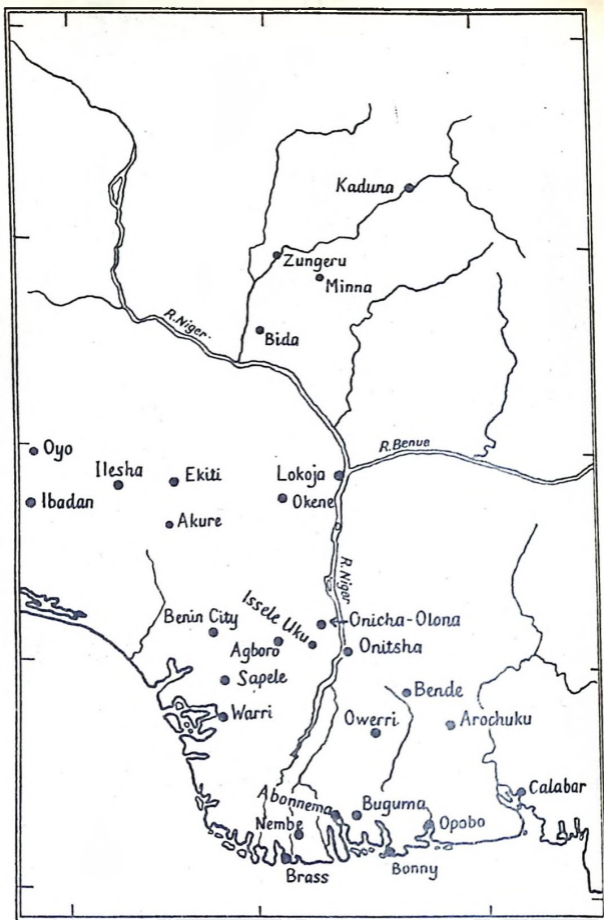 Kaduna
Zungeru
Minna
R.Niger.
Bida
Oyo
R.Benue
Ilesha
Ekiti
Lokoja
Ibadan
Okene
Akure
R.Niger
Issele Uku
Benin City
Onicha-Olona
Agboro
Onitsha
Sapele
Bende
Warri
Owerri
Arochuku
Calabar
Abonnema
Buguma
Opobo
Nembe
Brass
Bonny